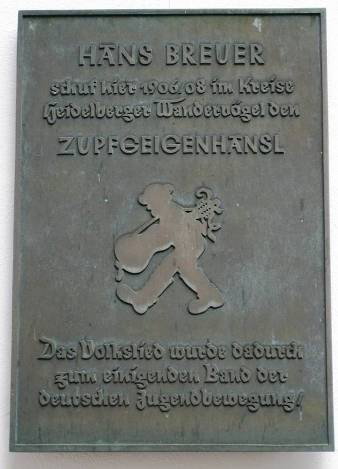 HANS BREUER
schuf hier 1906/08 im Kreise
Heidelberger Wandervögel den
ZUPFGEIGENHANSL
Das Volkslied wurde dadurch
zum einigenden Band der
deutschen Jugendbewegung!